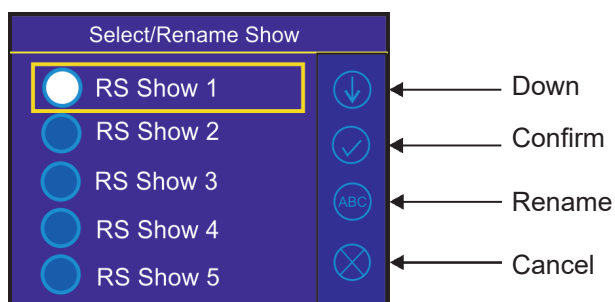 Select/Rename Show
RS Show 1
RS Show 2
RS Show 3
RS Show 4
RS Show 5
ABC
Down
Confirm
Rename
Cancel